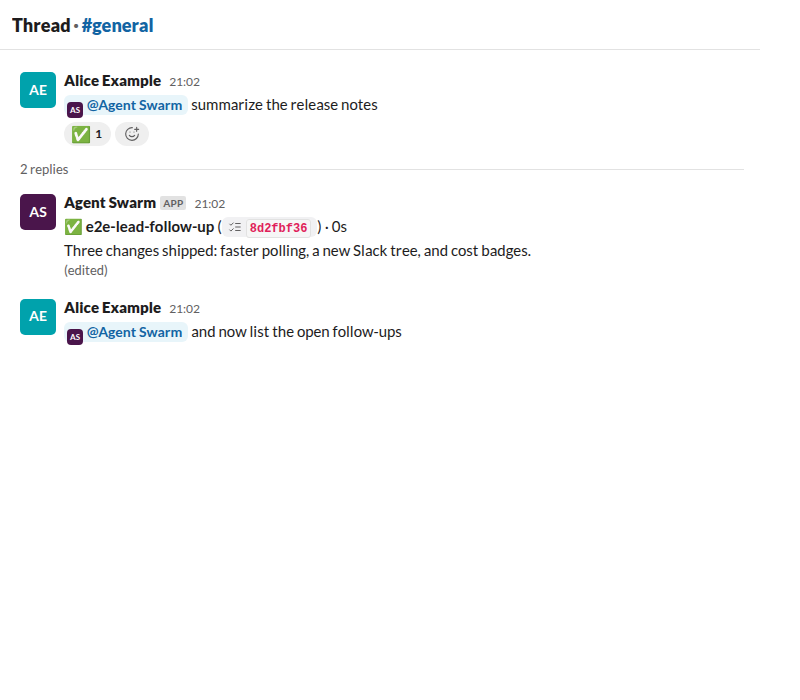 Thread • #general
AE
Alice Example 21:02
AS @Agent Swarm summarize the release notes
✅ 1
2 replies
AS
Agent Swarm APP 21:02
✅ e2e-lead-follow-up ( 8d2fbf36 ) · 0s
Three changes shipped: faster polling, a new Slack tree, and cost badges.
(edited)
AE
Alice Example 21:02
AS @Agent Swarm and now list the open follow-ups